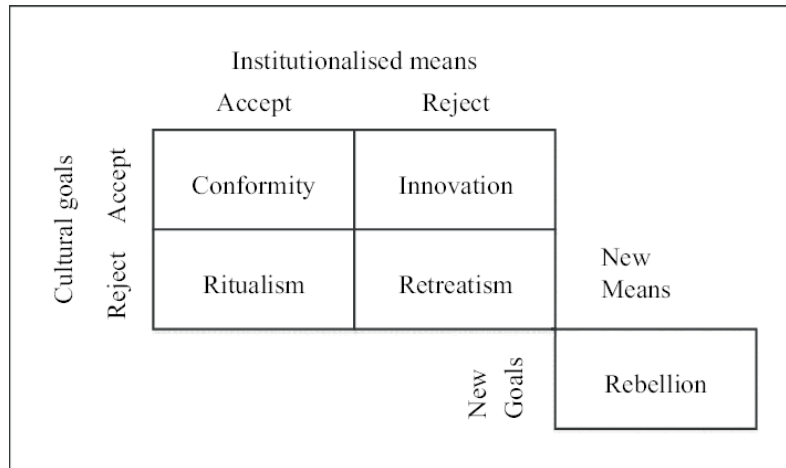 Institutionalised means
Accept Reject
Cultural goals
Accept
Conformity Innovation
Reject
Ritualism Retreatism
New
Means
New
Goals
Rebellion